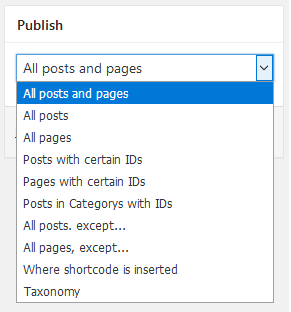 Publish
All posts and pages
All posts and pages
All posts
All pages
Posts with certain IDs
Pages with certain IDs
Posts in Categorys with IDs
All posts. except...
All pages, except...
Where shortcode is inserted
Taxonomy